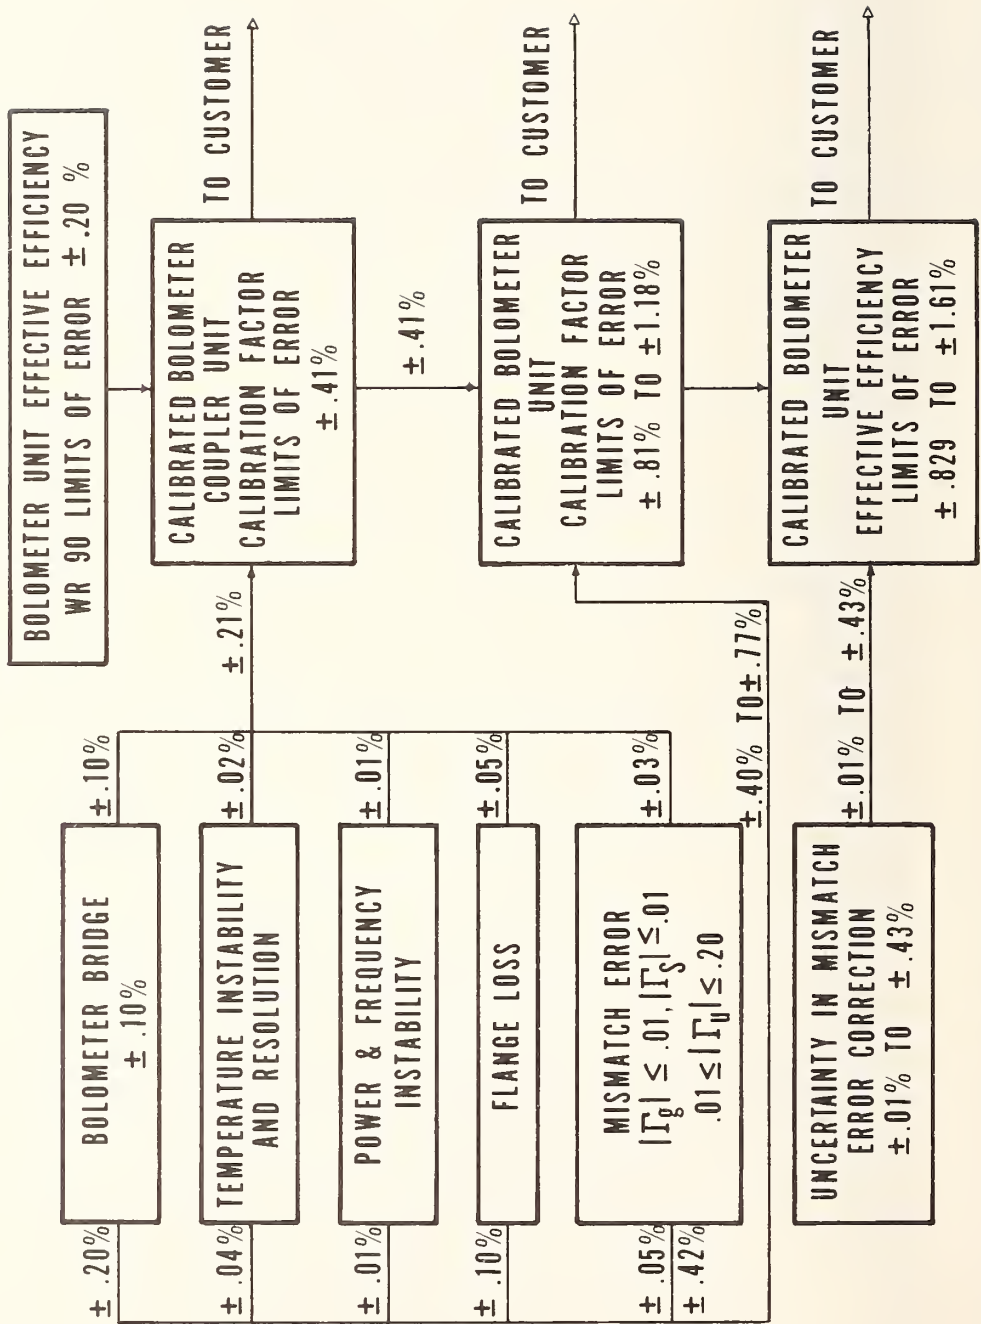 BOLOMETER UNIT EFFECTIVE EFFICIENCY
WR 90 LIMITS OF ERROR ± .20 %
BOLOMETER BRIDGE
± .10%
± .20%
± .10%
TEMPERATURE INSTABILITY
AND RESOLUTION
± .04%
± .02%
POWER & FREQUENCY
INSTABILITY
± .01%
± .01%
FLANGE LOSS
± .10%
± .05%
MISMATCH ERROR
|Γg| ≤ .01, |ΓS| ≤ .01
.01 ≤ |Γu| ≤ .20
± .05%
± .42%
± .03%
± .21%
CALIBRATED BOLOMETER
COUPLER UNIT
CALIBRATION FACTOR
LIMITS OF ERROR
± .41%
TO CUSTOMER
± .41%
± .40% TO ± .77%
CALIBRATED BOLOMETER
UNIT
CALIBRATION FACTOR
LIMITS OF ERROR
± .81% TO ± 1.18%
TO CUSTOMER
UNCERTAINTY IN MISMATCH
ERROR CORRECTION
± .01% TO ± .43%
± .01% TO ± .43%
CALIBRATED BOLOMETER
UNIT
EFFECTIVE EFFICIENCY
LIMITS OF ERROR
± .829 TO ± 1.61%
TO CUSTOMER